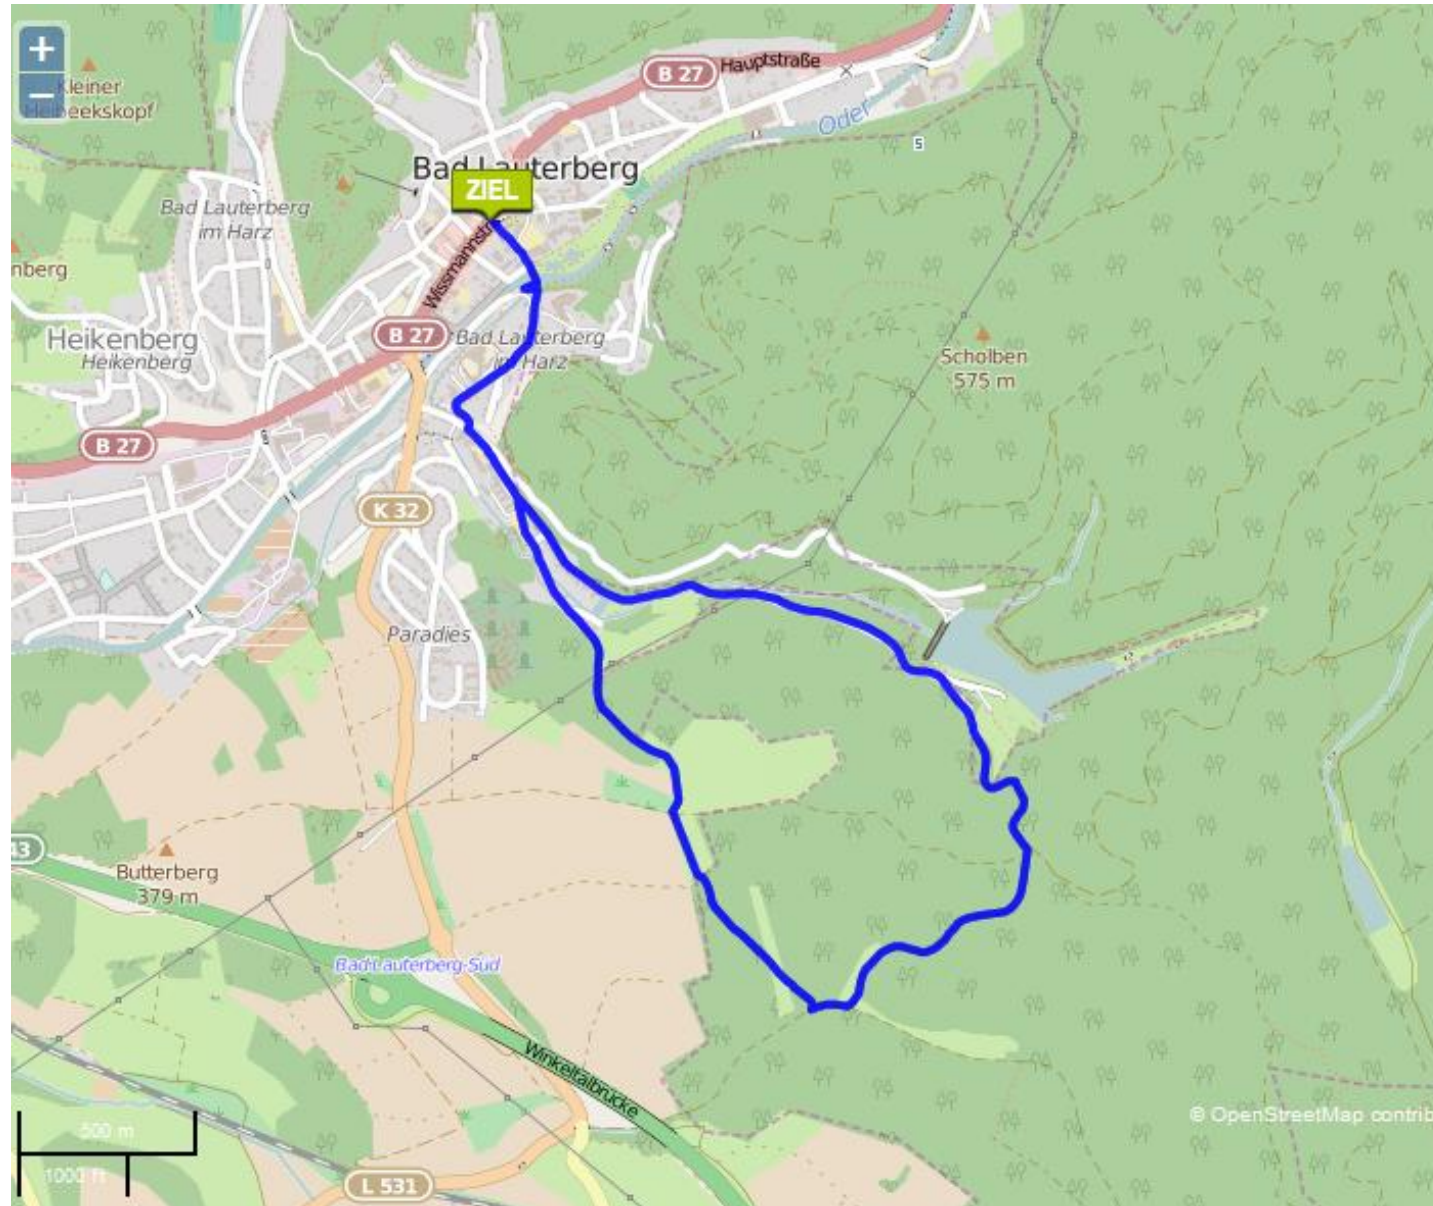 +
−
Kleiner
Heibeekskopf
B 27
Hauptstraße
Oder
5
Bad Lauterberg
ZIEL
Bad Lauterberg
im Harz
nberg
Wissmannstr
Heikenberg
Heikenberg
B 27
Bad Lauterberg
im Harz
Scholben
575 m
B 27
K 32
Paradies
43
Butterberg
379 m
Bad Lauterberg-Süd
Winkeltalbrücke
500 m
1000 ft
L 531
© OpenStreetMap contrib